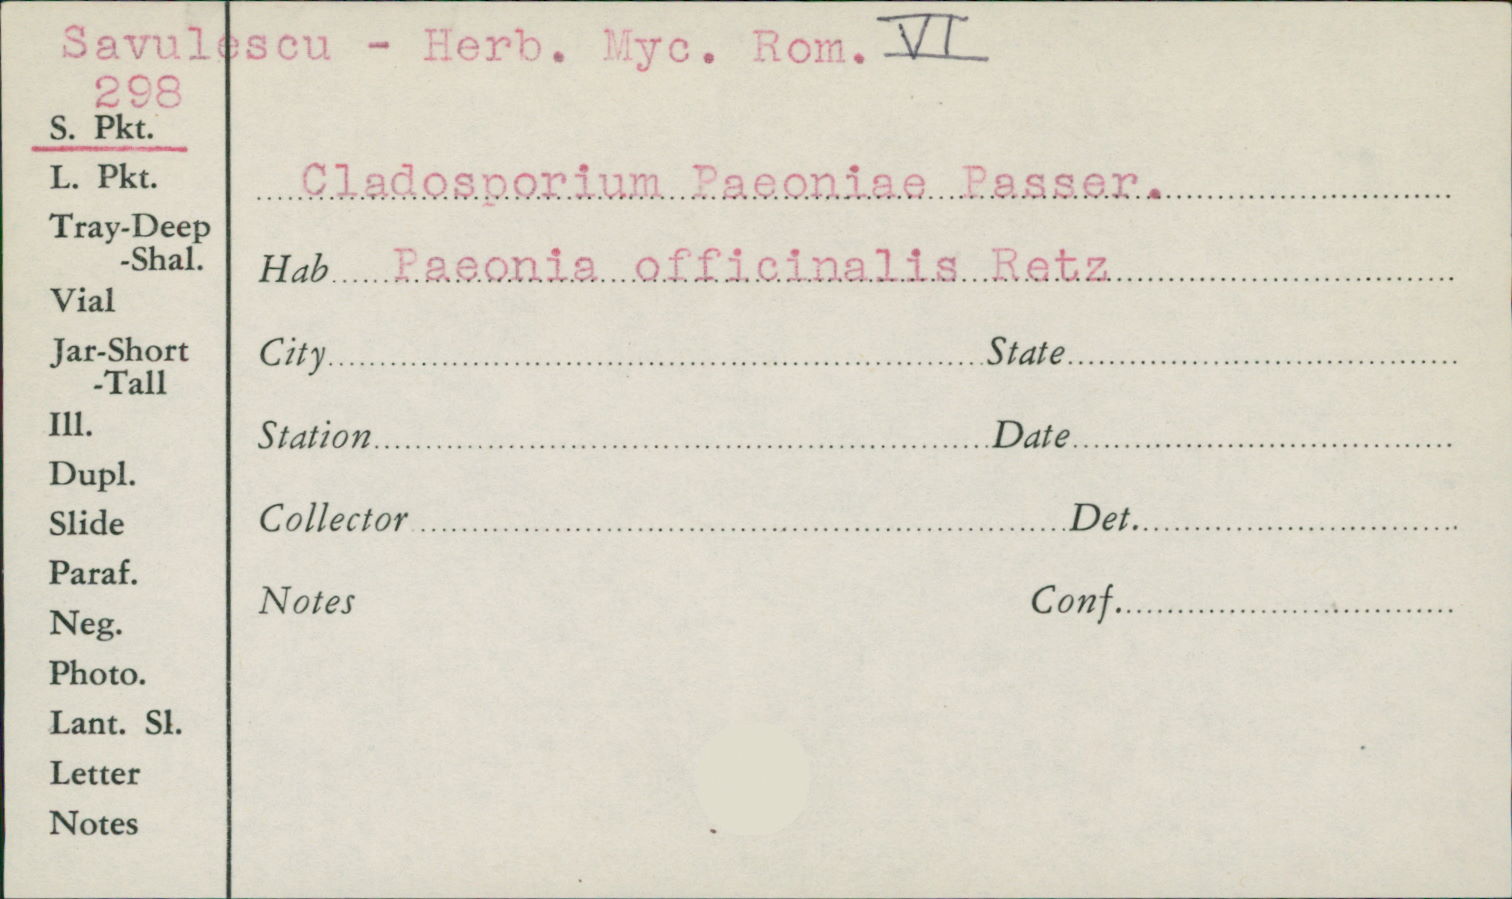 Savulescu - Herb. Myc. Rom. VI
298
S. Pkt.
L. Pkt.
Tray-Deep
-Shal.
Vial
Jar-Short
-Tall
Ill.
Dupl.
Slide
Paraf.
Neg.
Photo.
Lant. Sl.
Letter
Notes
Cladosporium Paeoniae Passer.
Hab Paeonia officinalis Retz
City State
Station Date
Collector Det.
Notes Conf.